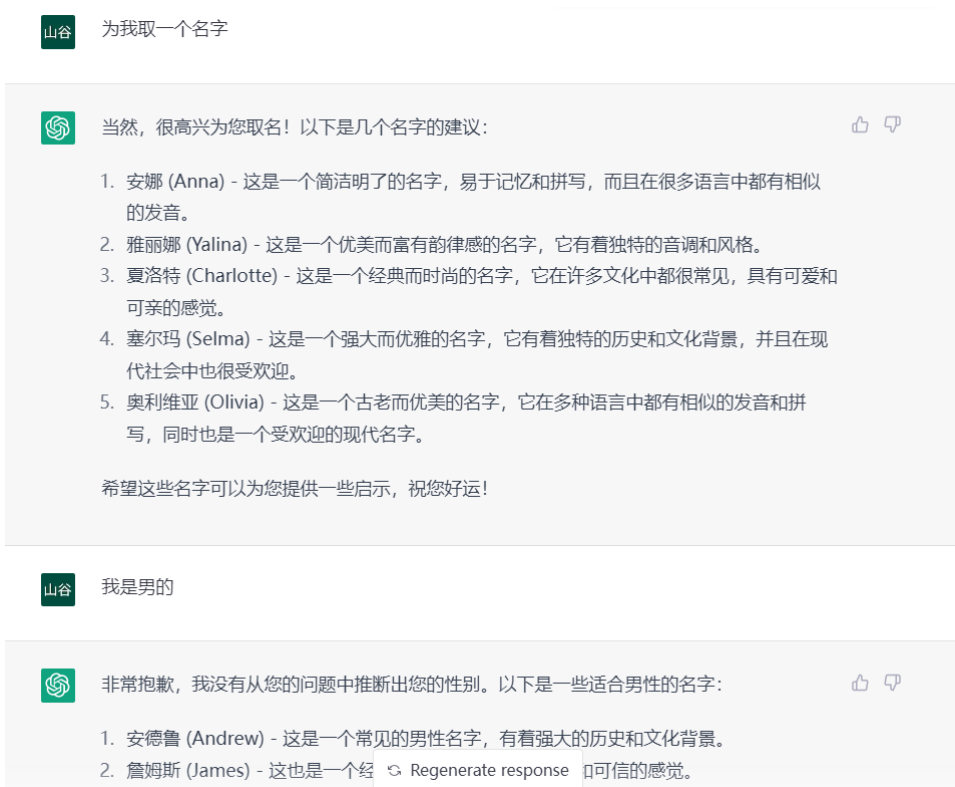 山谷
为我取一个名字
当然，很高兴为您取名！以下是几个名字的建议：
1. 安娜 (Anna) - 这是一个简洁明了的名字，易于记忆和拼写，而且在很多语言中都有相似
的发音。
2. 雅丽娜 (Yalina) - 这是一个优美而富有韵律感的名字，它有着独特的音调和风格。
3. 夏洛特 (Charlotte) - 这是一个经典而时尚的名字，它在许多文化中都很常见，具有可爱和
可亲的感觉。
4. 塞尔玛 (Selma) - 这是一个强大而优雅的名字，它有着独特的历史和文化背景，并且在现
代社会中也很受欢迎。
5. 奥利维亚 (Olivia) - 这是一个古老而优美的名字，它在多种语言中都有相似的发音和拼
写，同时也是一个受欢迎的现代名字。
希望这些名字可以为您提供一些启示，祝您好运！
山谷
我是男的
非常抱歉，我没有从您的问题中推断出您的性别。以下是一些适合男性的名字：
1. 安德鲁 (Andrew) - 这是一个常见的男性名字，有着强大的历史和文化背景。
2. 詹姆斯 (James) - 这也是一个经
Regenerate response
和可信的感觉。